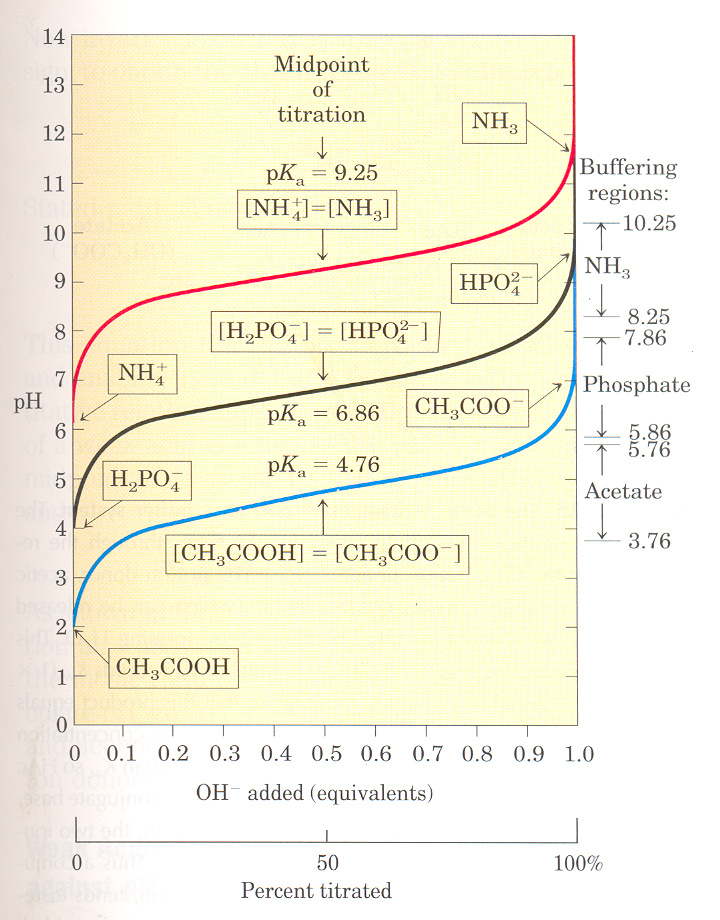 14
13
12
11
10
9
8
7
6
5
4
3
2
1
0
pH
Midpoint
of
titration
pKₐ = 9.25
[NH₄⁺]=[NH₃]
NH₃
[H₂PO₄⁻] = [HPO₄²⁻]
HPO₄²⁻
NH₄⁺
pKₐ = 6.86
CH₃COO⁻
pKₐ = 4.76
H₂PO₄⁻
[CH₃COOH] = [CH₃COO⁻]
CH₃COOH
Buffering
regions:
10.25
NH₃
8.25
7.86
Phosphate
5.86
5.76
Acetate
3.76
0 0.1 0.2 0.3 0.4 0.5 0.6 0.7 0.8 0.9 1.0
OH⁻ added (equivalents)
0 50 100%
Percent titrated